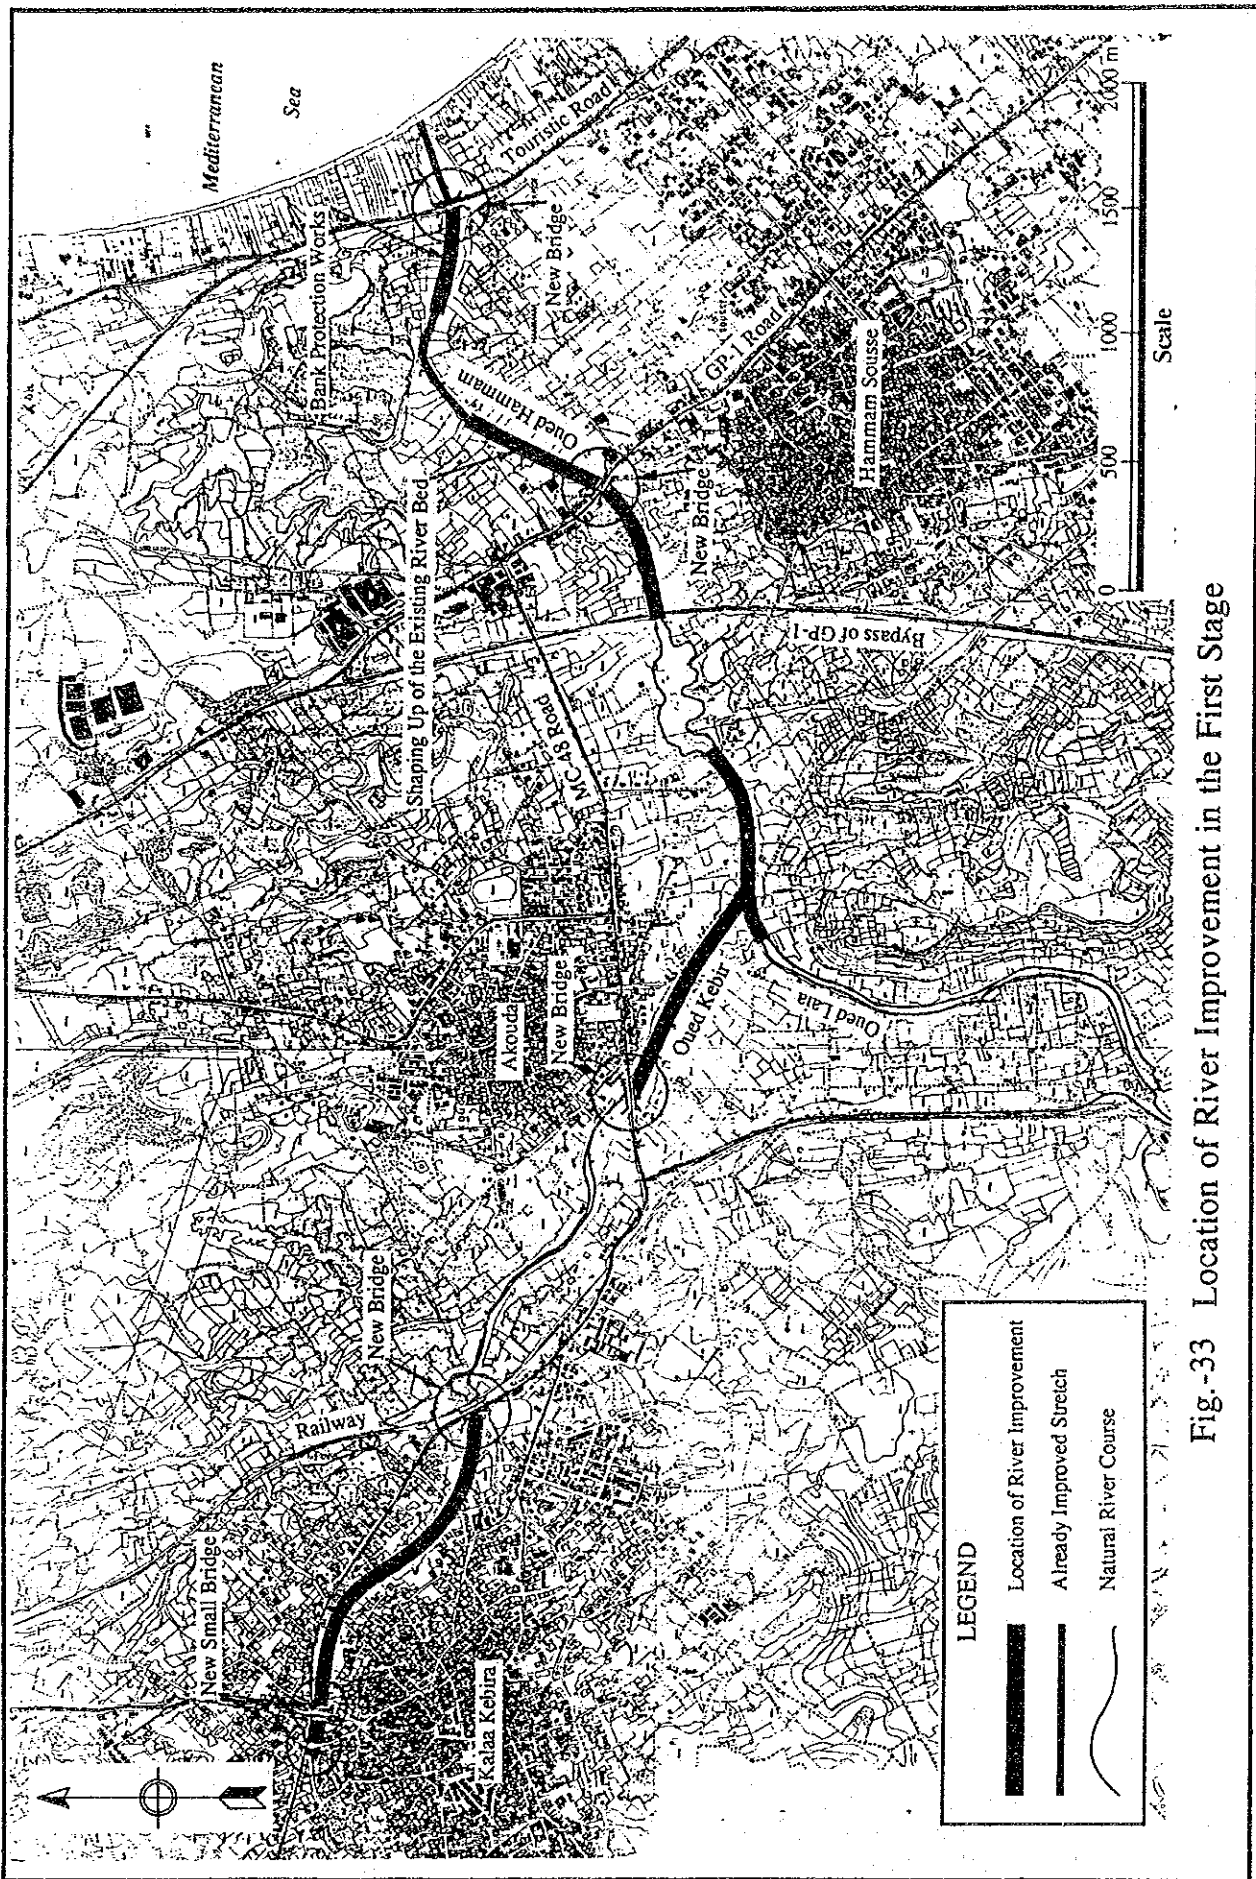 Mediterranean
Sea
Touristic Road
Bank Protection Works
New Bridge
Oued Hammam
GP-1 Road
Shaping Up of the Existing River Bed
New Bridge
Hammam Sousse
MC 48 Road
Bypass of GP-1
New Bridge
Akouda
Oued Kebir
Oued Laia
New Bridge
Railway
New Small Bridge
Kalaa Kebira
LEGEND
Location of River Improvement
Already Improved Stretch
Natural River Course
0 500 1000 1500 2000 m
Scale
Fig.-33 Location of River Improvement in the First Stage